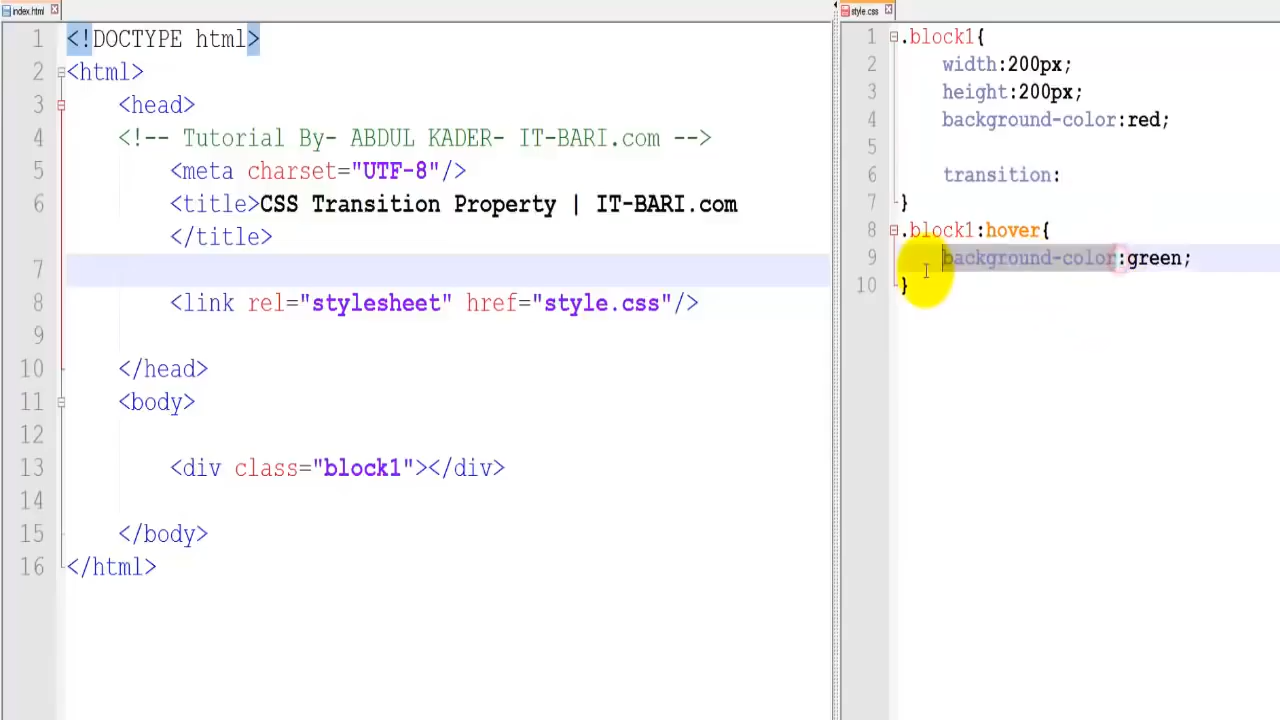 index.html
1 <!DOCTYPE html>
2 <html>
3 <head>
4 <!-- Tutorial By- ABDUL KADER- IT-BARI.com -->
5 <meta charset="UTF-8"/>
6 <title>CSS Transition Property | IT-BARI.com
</title>
7
8 <link rel="stylesheet" href="style.css"/>
9
10 </head>
11 <body>
12
13 <div class="block1"></div>
14
15 </body>
16 </html>
style.css
1 .block1{
2 width:200px;
3 height:200px;
4 background-color:red;
5
6 transition:
7 }
8 .block1:hover{
9 background-color:green;
10 }